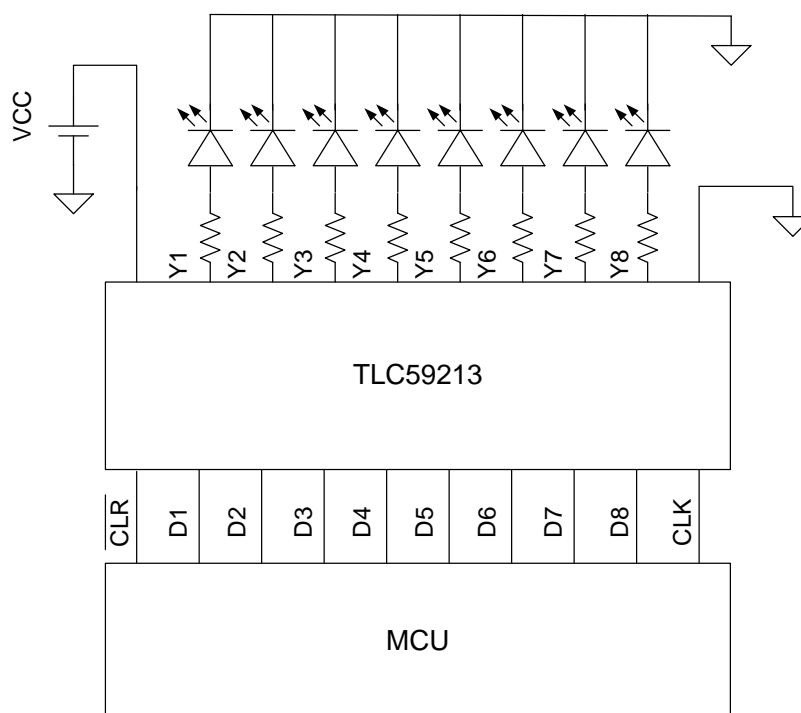 VCC
Y1 Y2 Y3 Y4 Y5 Y6 Y7 Y8
TLC59213
CLR D1 D2 D3 D4 D5 D6 D7 D8 CLK
MCU